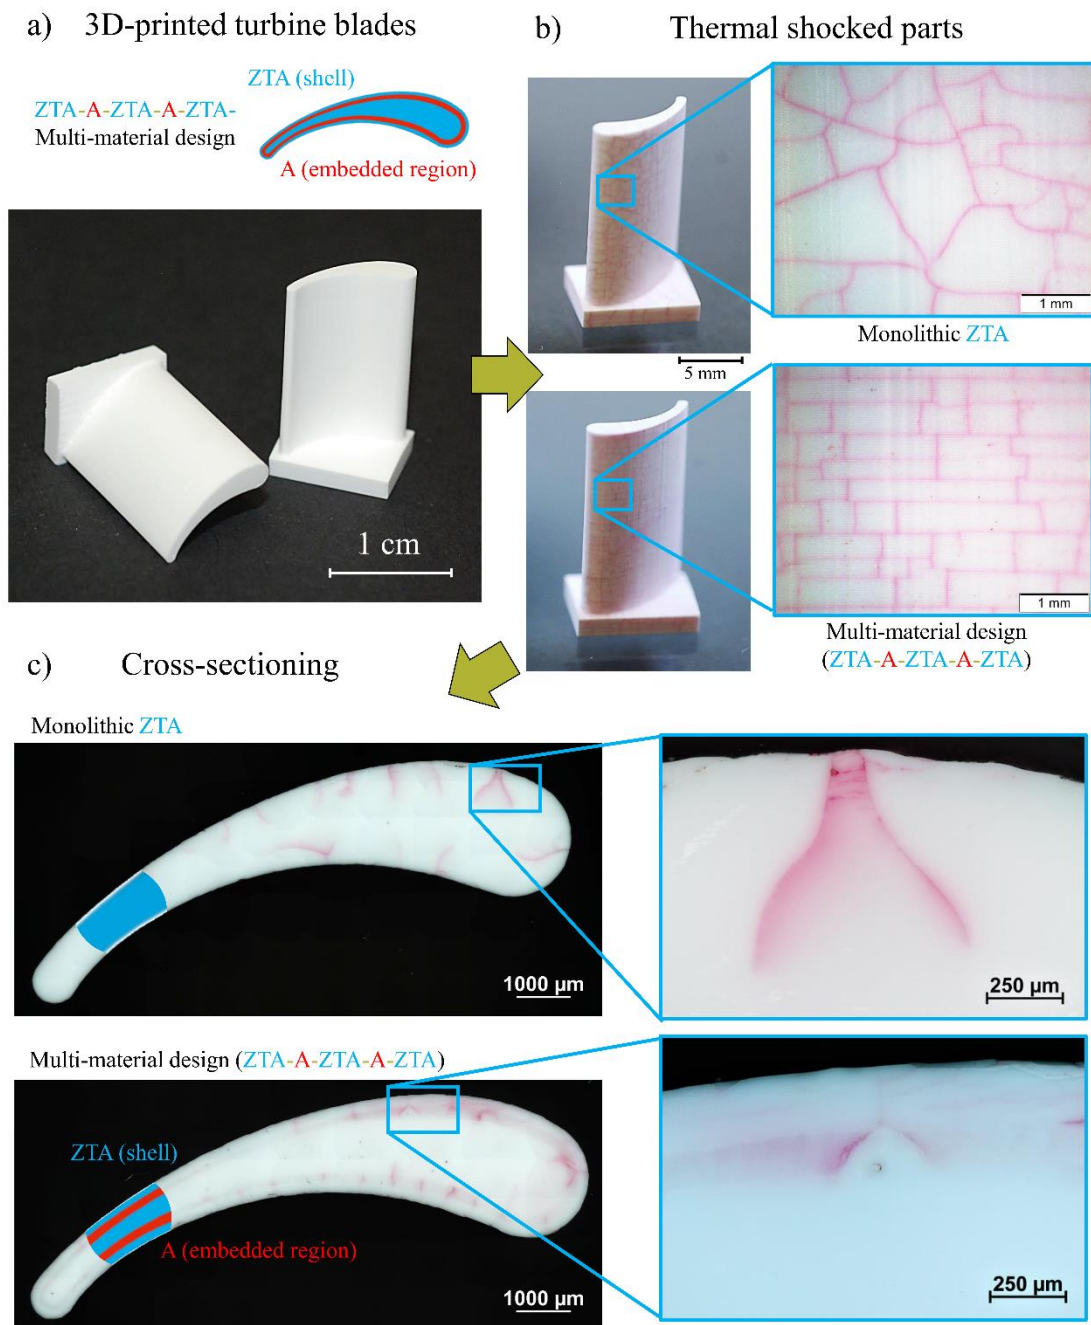 a) 3D-printed turbine blades
ZTA (shell)
ZTA-A-ZTA-A-ZTA-
Multi-material design
A (embedded region)
1 cm
b) Thermal shocked parts
1 mm
Monolithic ZTA
5 mm
1 mm
Multi-material design
(ZTA-A-ZTA-A-ZTA)
c) Cross-sectioning
Monolithic ZTA
1000 µm
250 µm
Multi-material design (ZTA-A-ZTA-A-ZTA)
ZTA (shell)
A (embedded region)
1000 µm
250 µm